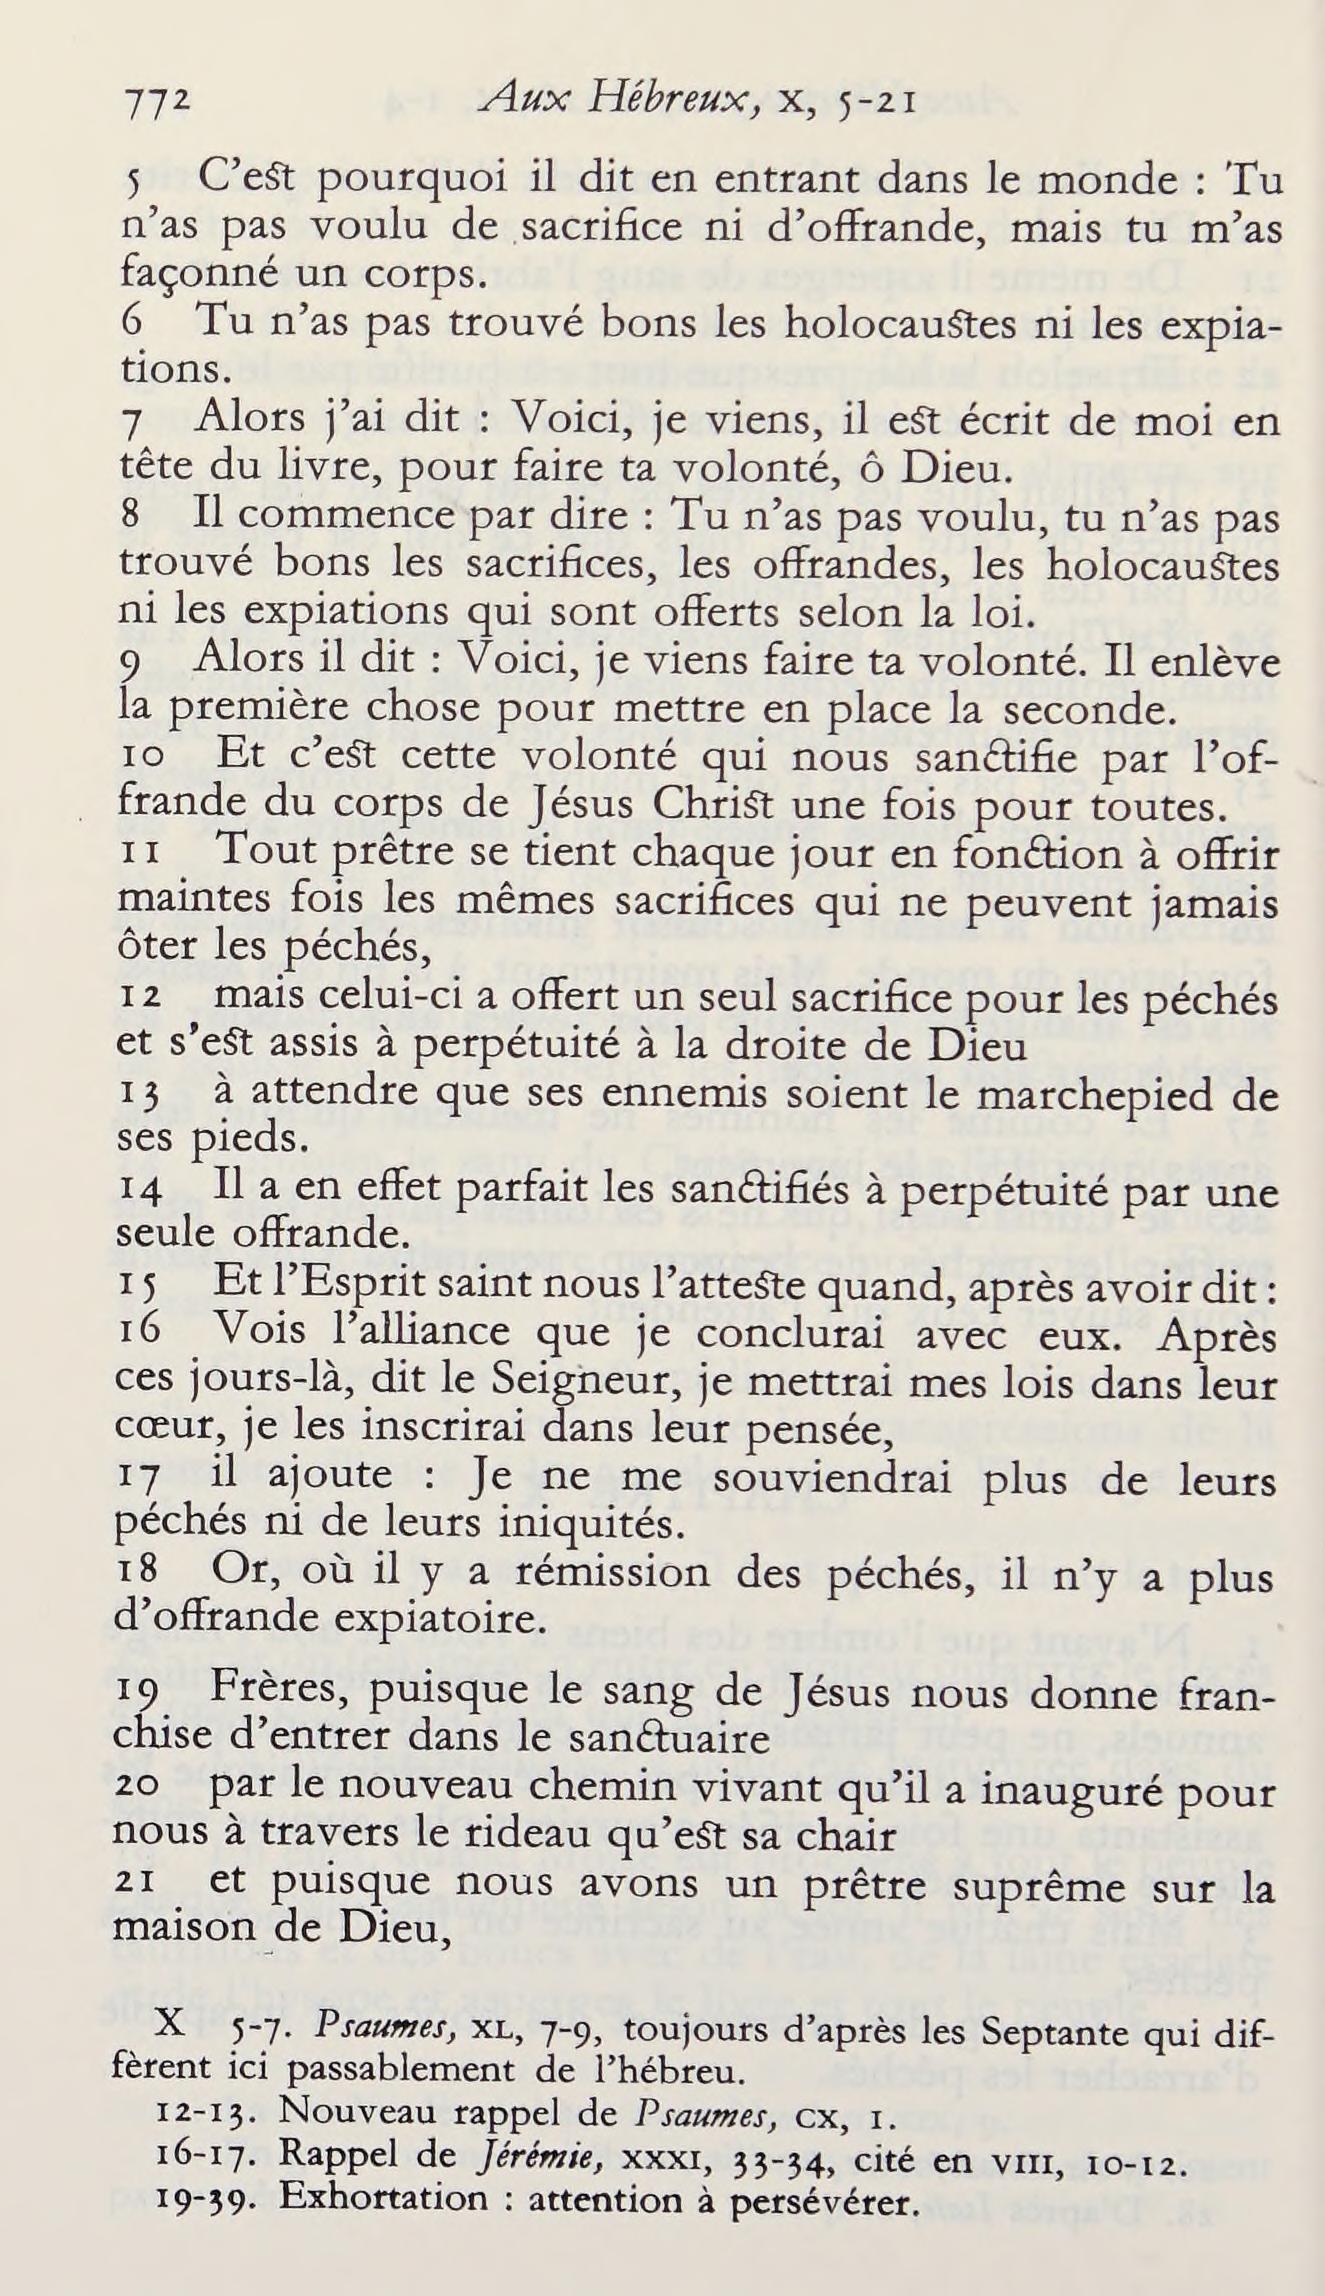 772 Aux Hébreux, X, 5-21
5 C'est pourquoi il dit en entrant dans le monde : Tu
n'as pas voulu de sacrifice ni d'offrande, mais tu m'as
façonné un corps.
6 Tu n'as pas trouvé bons les holocaustes ni les expia-
tions.
7 Alors j'ai dit : Voici, je viens, il est écrit de moi en
tête du livre, pour faire ta volonté, ô Dieu.
8 Il commence par dire : Tu n'as pas voulu, tu n'as pas
trouvé bons les sacrifices, les offrandes, les holocaustes
ni les expiations qui sont offerts selon la loi.
9 Alors il dit : Voici, je viens faire ta volonté. Il enlève
la première chose pour mettre en place la seconde.
10 Et c'est cette volonté qui nous sanctifie par l'of-
frande du corps de Jésus Christ une fois pour toutes.
11 Tout prêtre se tient chaque jour en fonction à offrir
maintes fois les mêmes sacrifices qui ne peuvent jamais
ôter les péchés,
12 mais celui-ci a offert un seul sacrifice pour les péchés
et s'est assis à perpétuité à la droite de Dieu
13 à attendre que ses ennemis soient le marchepied de
ses pieds.
14 Il a en effet parfait les sanctifiés à perpétuité par une
seule offrande.
15 Et l'Esprit saint nous l'atteste quand, après avoir dit :
16 Vois l'alliance que je conclurai avec eux. Après
ces jours-là, dit le Seigneur, je mettrai mes lois dans leur
cœur, je les inscrirai dans leur pensée,
17 il ajoute : Je ne me souviendrai plus de leurs
péchés ni de leurs iniquités.
18 Or, où il y a rémission des péchés, il n'y a plus
d'offrande expiatoire.
19 Frères, puisque le sang de Jésus nous donne fran-
chise d'entrer dans le sanctuaire
20 par le nouveau chemin vivant qu'il a inauguré pour
nous à travers le rideau qu'est sa chair
21 et puisque nous avons un prêtre suprême sur la
maison de Dieu,
X 5-7. Psaumes, XL, 7-9, toujours d'après les Septante qui dif-
fèrent ici passablement de l'hébreu.
12-13. Nouveau rappel de Psaumes, CX, 1.
16-17. Rappel de Jérémie, XXXI, 33-34, cité en VIII, 10-12.
19-39. Exhortation : attention à persévérer.